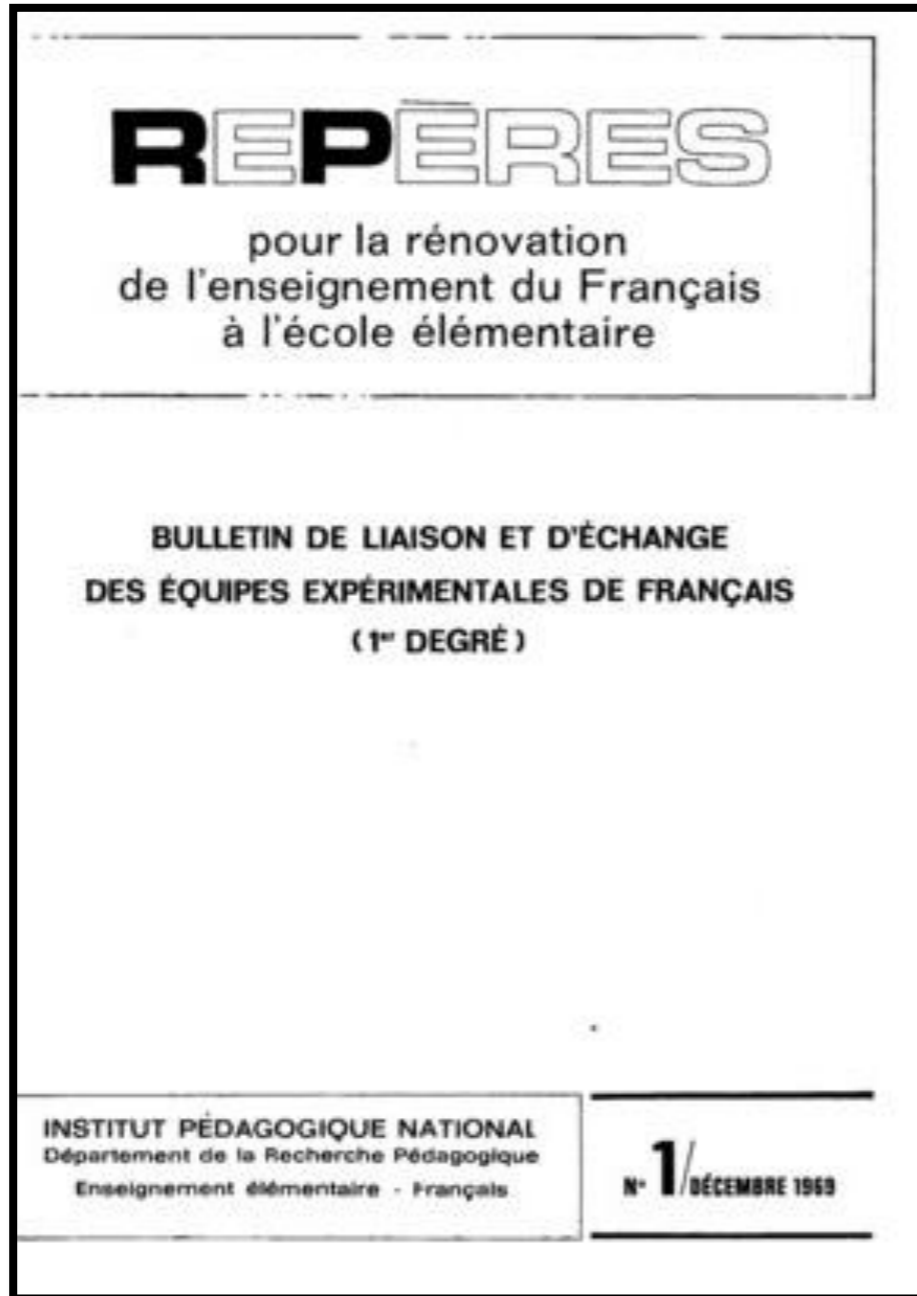 REPÈRES
pour la rénovation
de l'enseignement du Français
à l'école élémentaire
BULLETIN DE LIAISON ET D'ÉCHANGE
DES ÉQUIPES EXPÉRIMENTALES DE FRANÇAIS
(1er DEGRÉ)
INSTITUT PÉDAGOGIQUE NATIONAL
Département de la Recherche Pédagogique
Enseignement élémentaire - Français
N° 1/DÉCEMBRE 1969